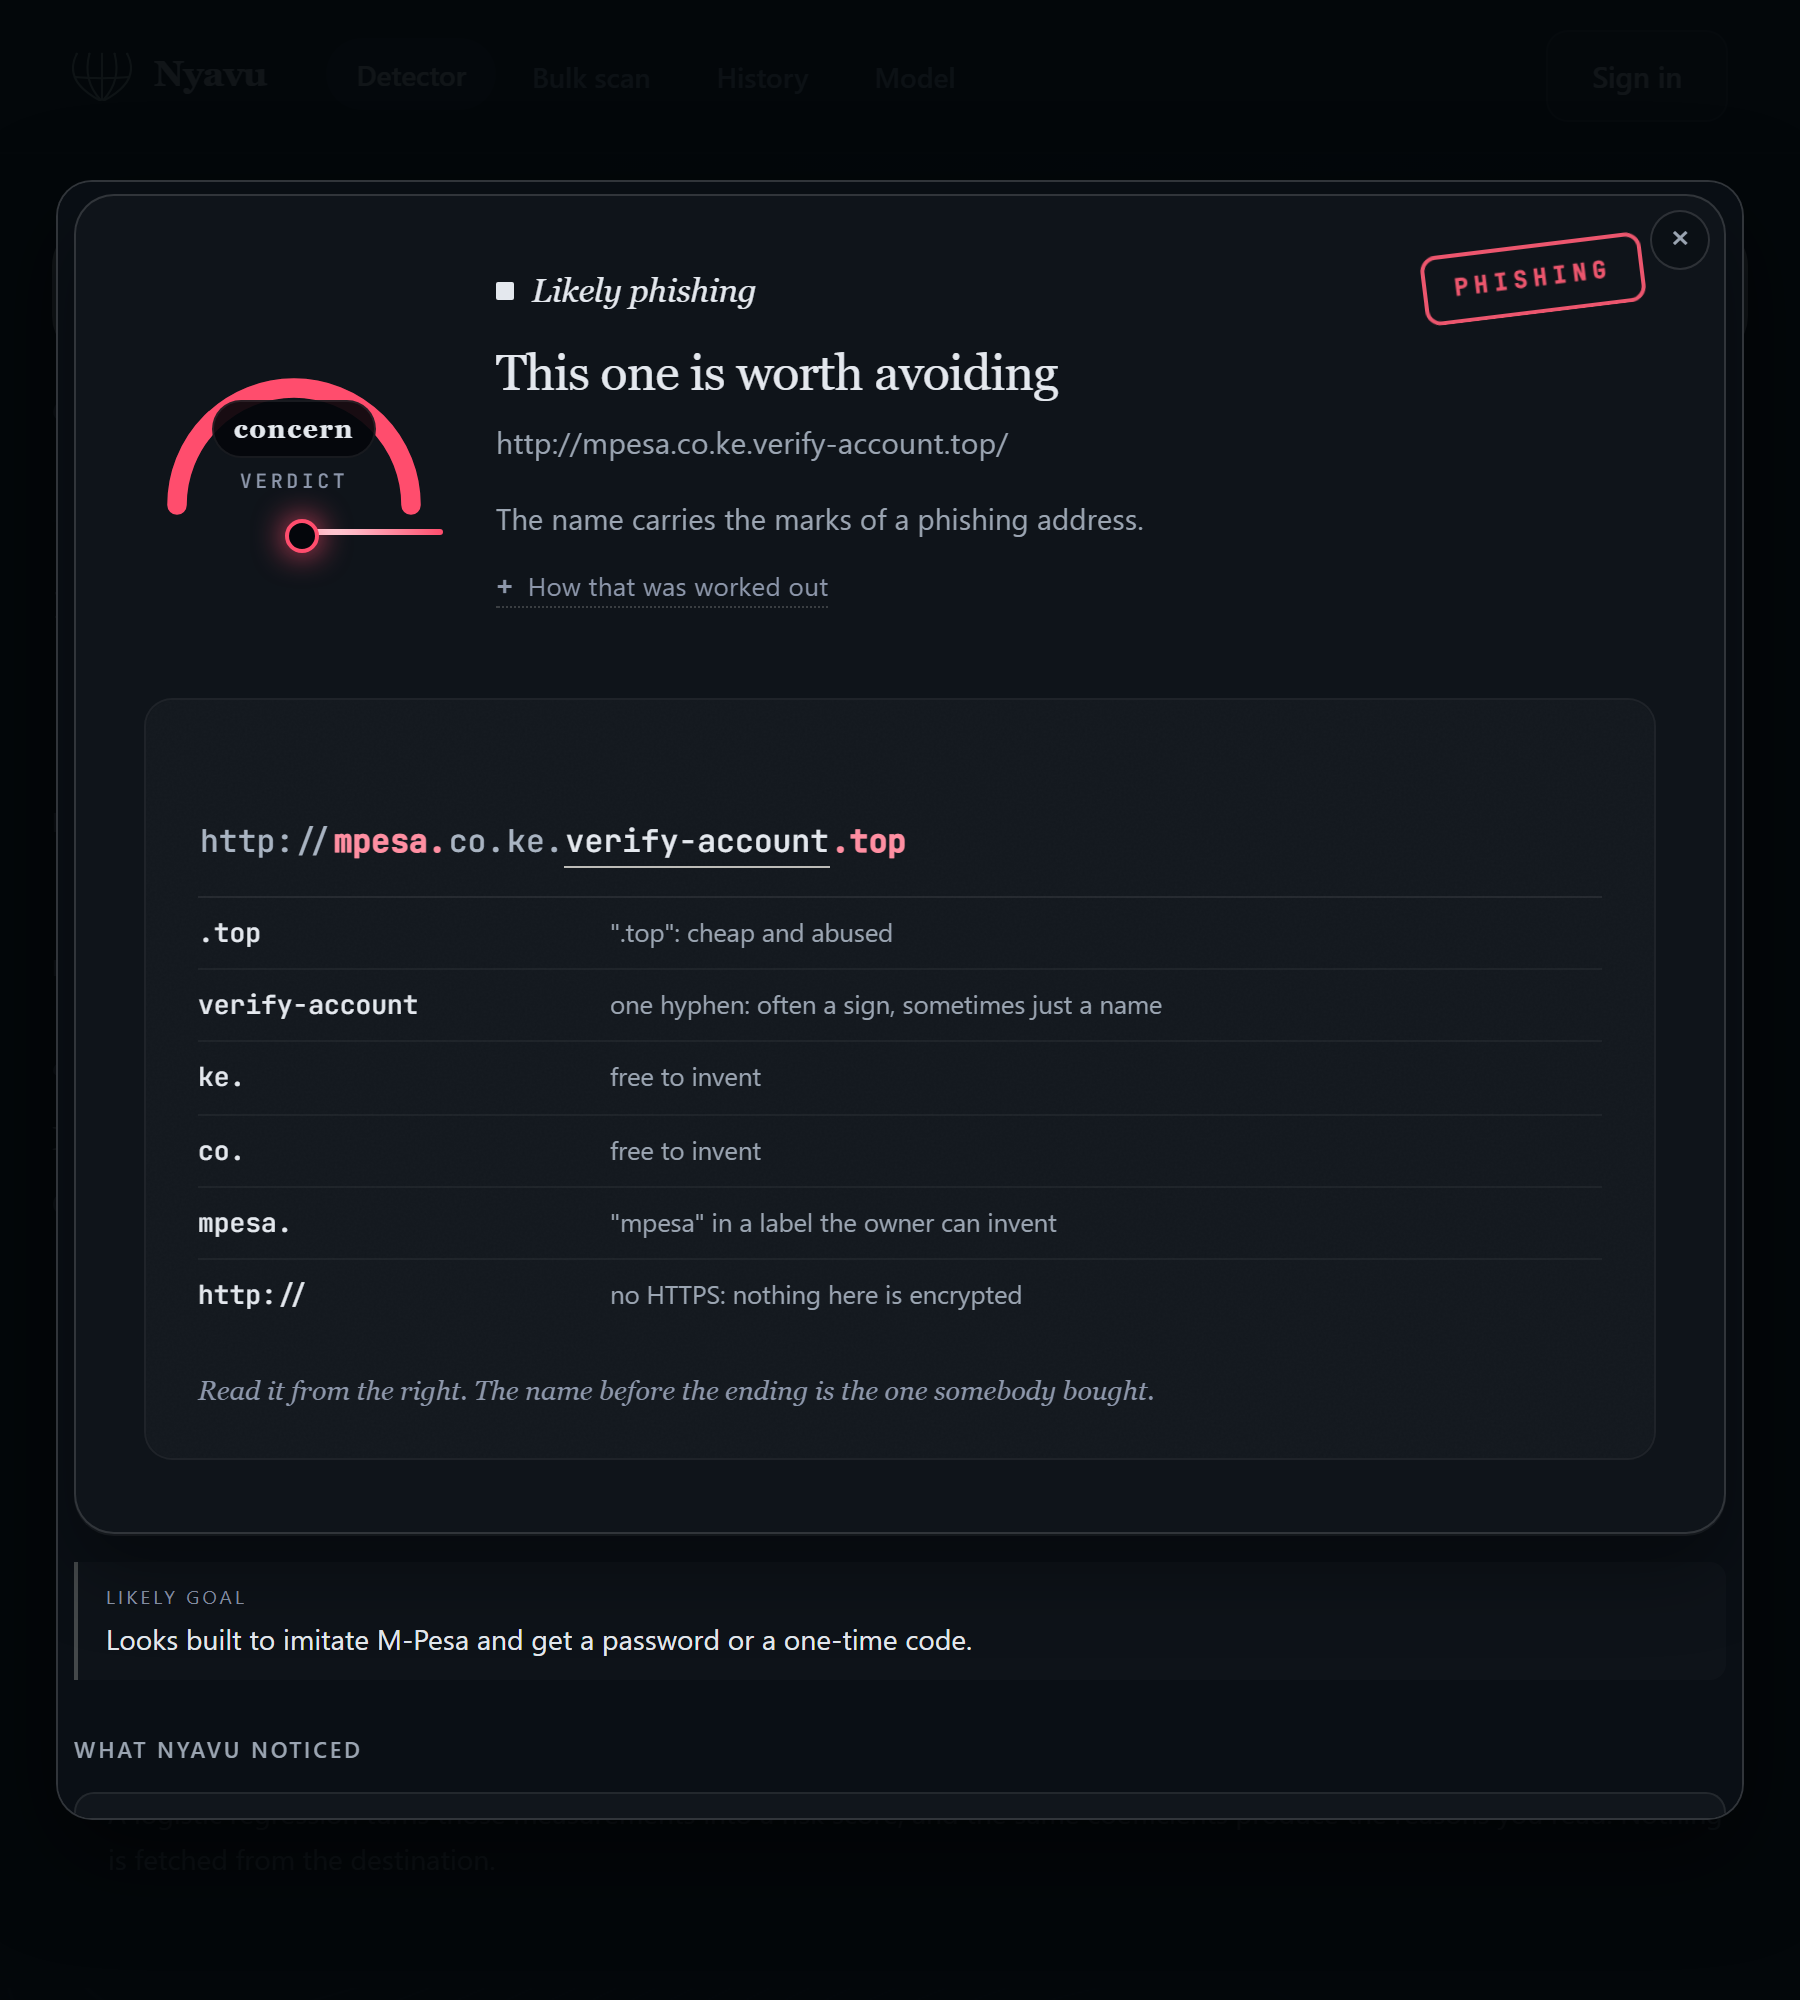 Nyavu Detector Bulk scan History Model Sign in
Likely phishing
PHISHING
×
This one is worth avoiding
concern
VERDICT
http://mpesa.co.ke.verify-account.top/
The name carries the marks of a phishing address.
+ How that was worked out
http://mpesa.co.ke.verify-account.top
.top ".top": cheap and abused
verify-account one hyphen: often a sign, sometimes just a name
ke. free to invent
co. free to invent
mpesa. "mpesa" in a label the owner can invent
http:// no HTTPS: nothing here is encrypted
Read it from the right. The name before the ending is the one somebody bought.
LIKELY GOAL
Looks built to imitate M-Pesa and get a password or a one-time code.
WHAT NYAVU NOTICED
is fetched from the destination.